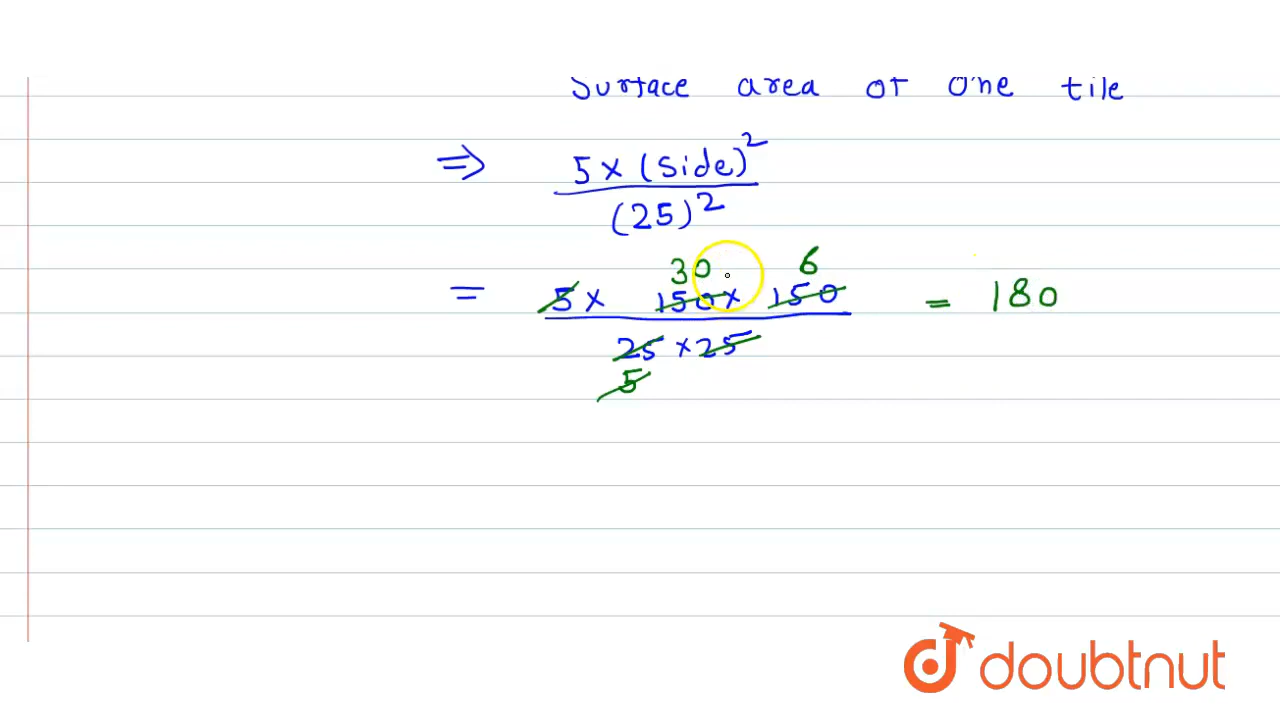 Surface area of one tile
⇒ 5 × (Side)²
(25)²
30 6
= 5 × 150 × 150 = 180
25 × 25
5
doubtnut